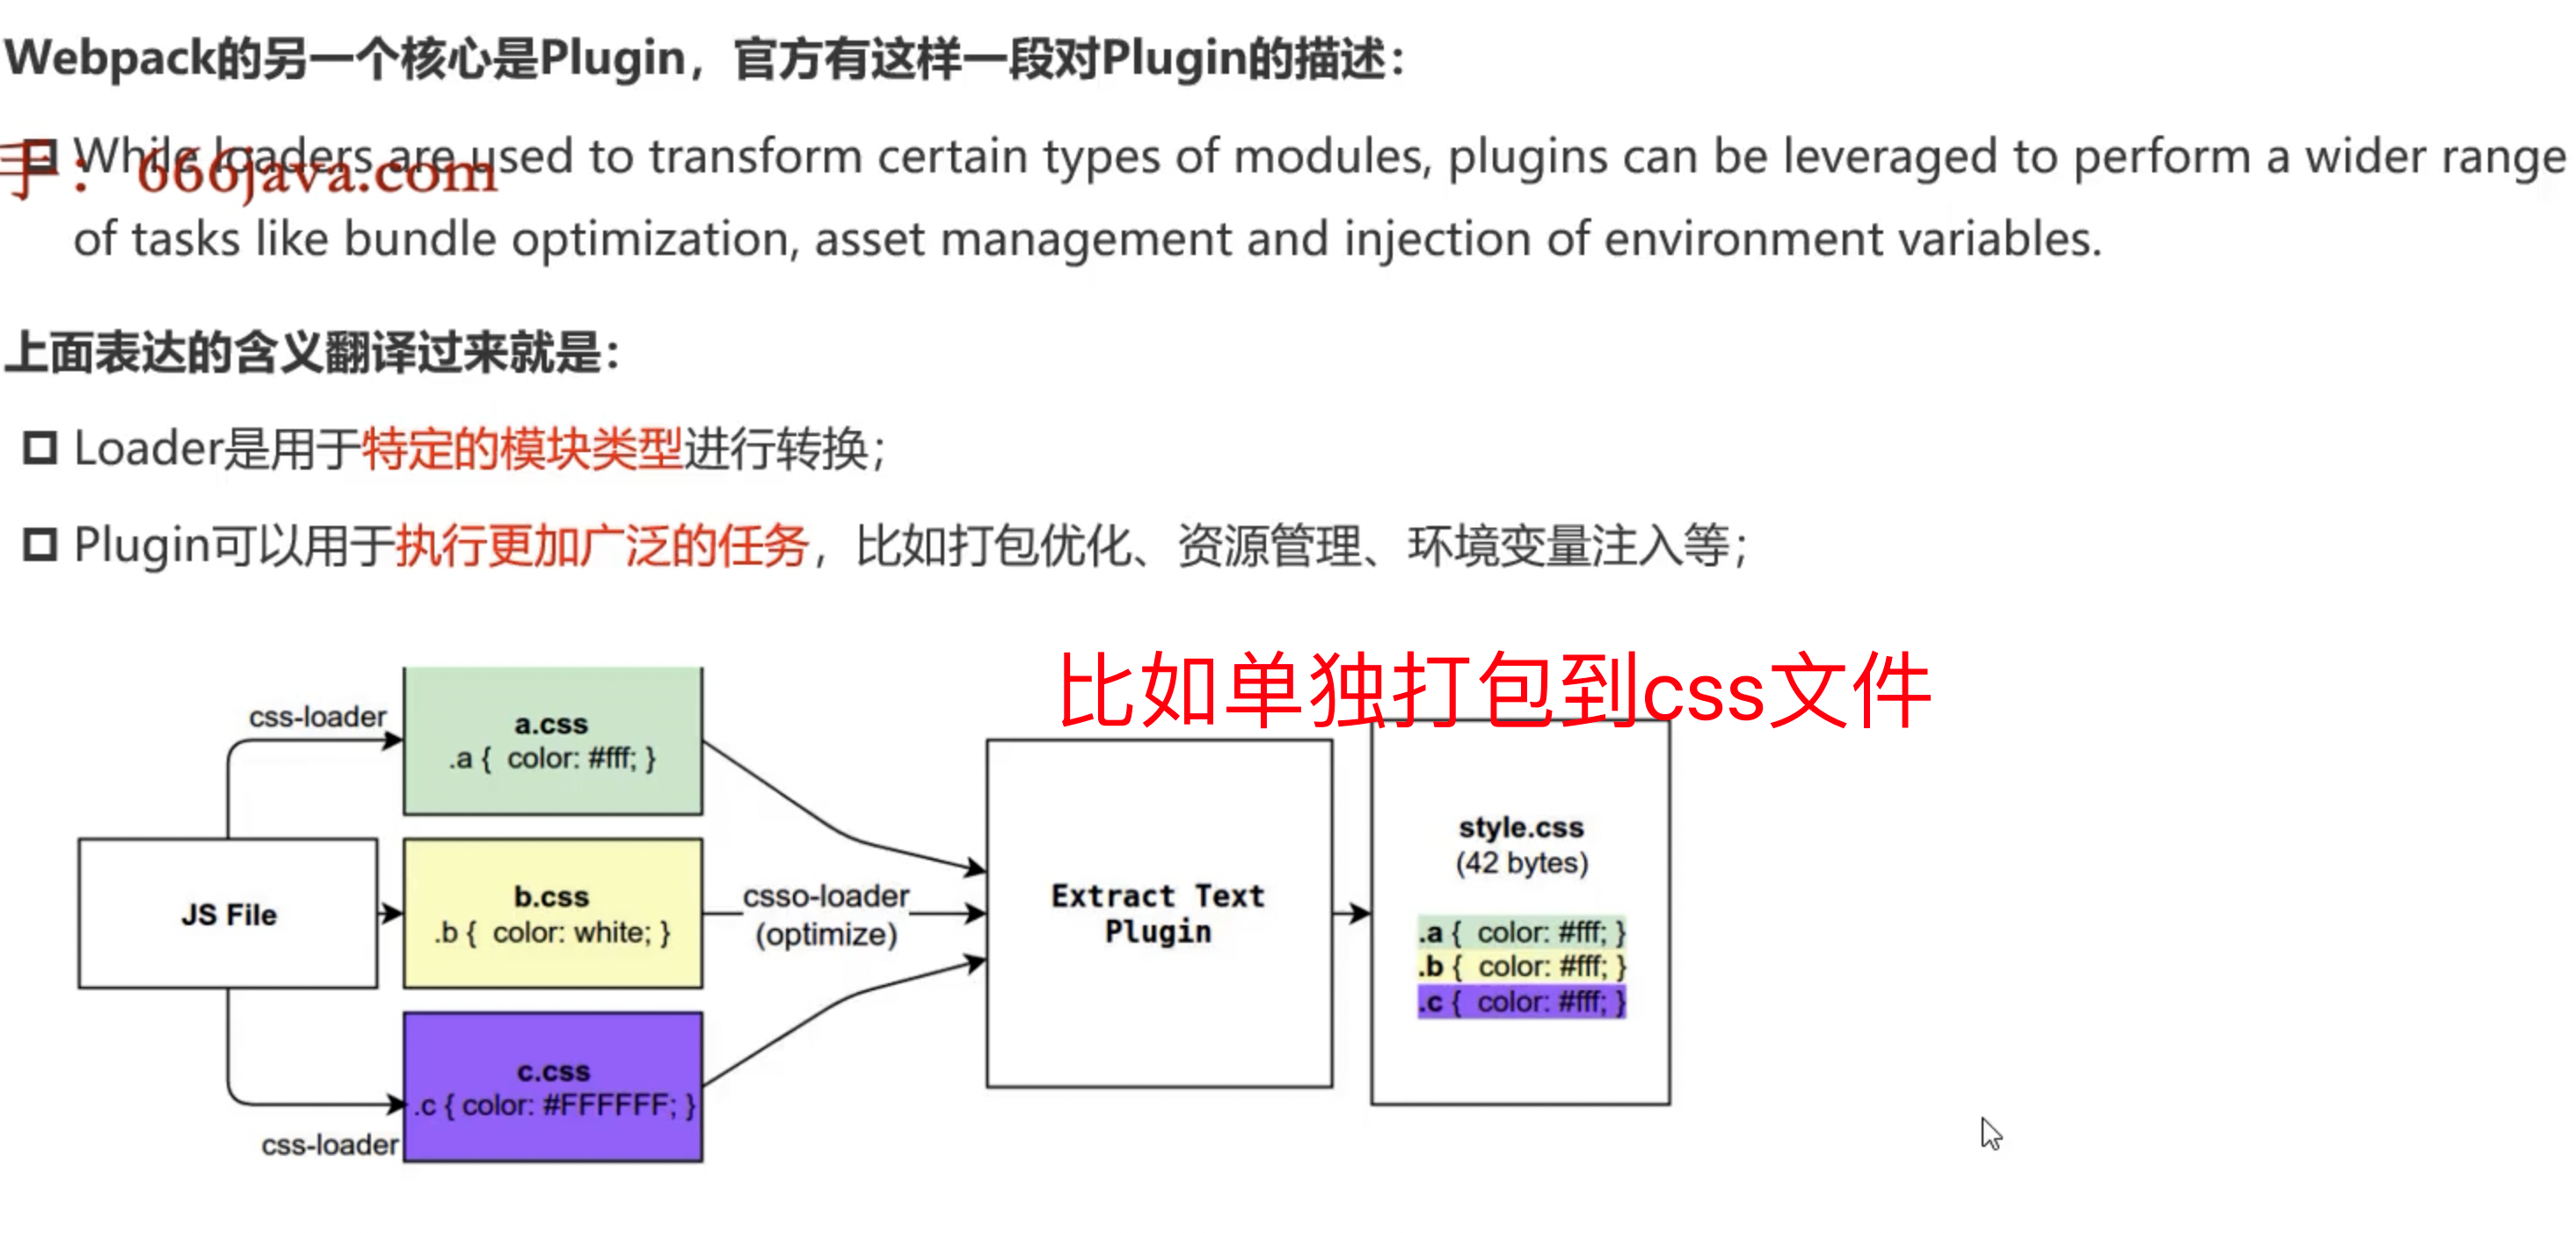 Webpack的另一个核心是Plugin，官方有这样一段对Plugin的描述：
While loaders are used to transform certain types of modules, plugins can be leveraged to perform a wider range
手：666java.com
of tasks like bundle optimization, asset management and injection of environment variables.
上面表达的含义翻译过来就是：
Loader是用于特定的模块类型进行转换；
Plugin可以用于执行更加广泛的任务，比如打包优化、资源管理、环境变量注入等；
比如单独打包到css文件
css-loader
a.css
.a { color: #fff; }
JS File
b.css
.b { color: white; }
csso-loader
(optimize)
c.css
.c { color: #FFFFFF; }
css-loader
Extract Text
Plugin
style.css
(42 bytes)
.a { color: #fff; }
.b { color: #fff; }
.c { color: #fff; }